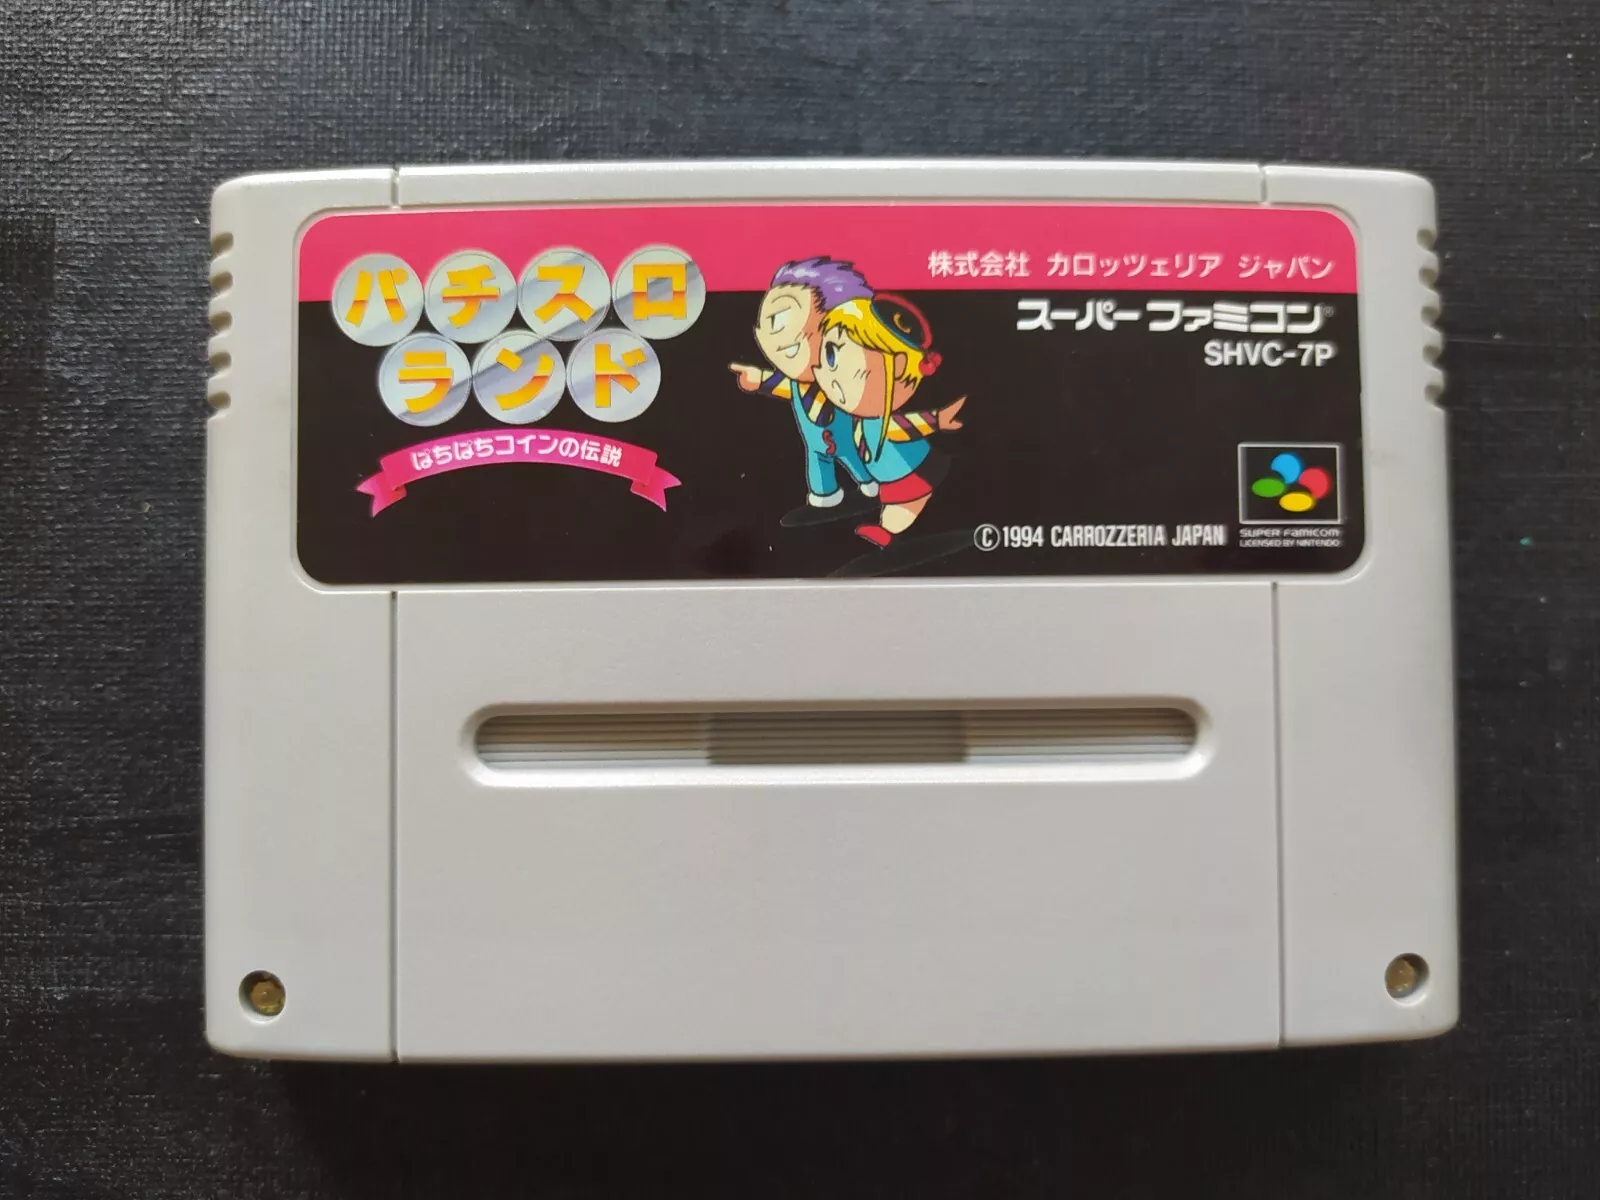 パチスロ
ランド
ぱちぱちコインの伝説
株式会社 カロッツェリア ジャパン
スーパーファミコン®
SHVC-7P
S
©1994 CARROZZERIA JAPAN
SUPER FAMICOM
LICENSED BY NINTENDO